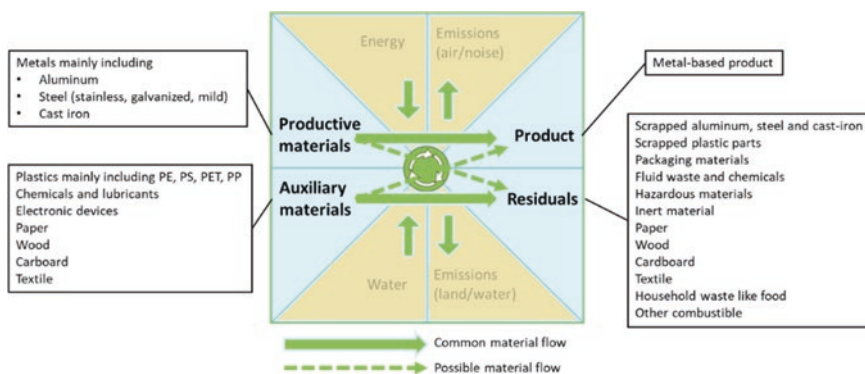 Metals mainly including
• Aluminum
• Steel (stainless, galvanized, mild)
• Cast iron
Plastics mainly including PE, PS, PET, PP
Chemicals and lubricants
Electronic devices
Paper
Wood
Carboard
Textile
Energy
Emissions
(air/noise)
Productive
materials
Product
Auxiliary
materials
Residuals
Water
Emissions
(land/water)
Metal-based product
Scrapped aluminum, steel and cast-iron
Scrapped plastic parts
Packaging materials
Fluid waste and chemicals
Hazardous materials
Inert material
Paper
Wood
Cardboard
Textile
Household waste like food
Other combustible
Common material flow
Possible material flow